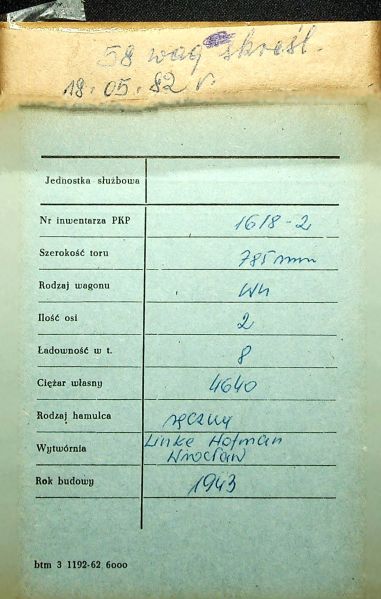 58 wag skreśl.
18.05.82 r.
Jednostka służbowa
Nr inwentarza PKP 1618-2
Szerokość toru 785 mm
Rodzaj wagonu Wh
Ilość osi 2
Ładowność w t. 8
Ciężar własny 4640
Rodzaj hamulca ręczny
Wytwórnia Linke Hofman
Wrocław
Rok budowy 1943
btm 3 1192-62 6000